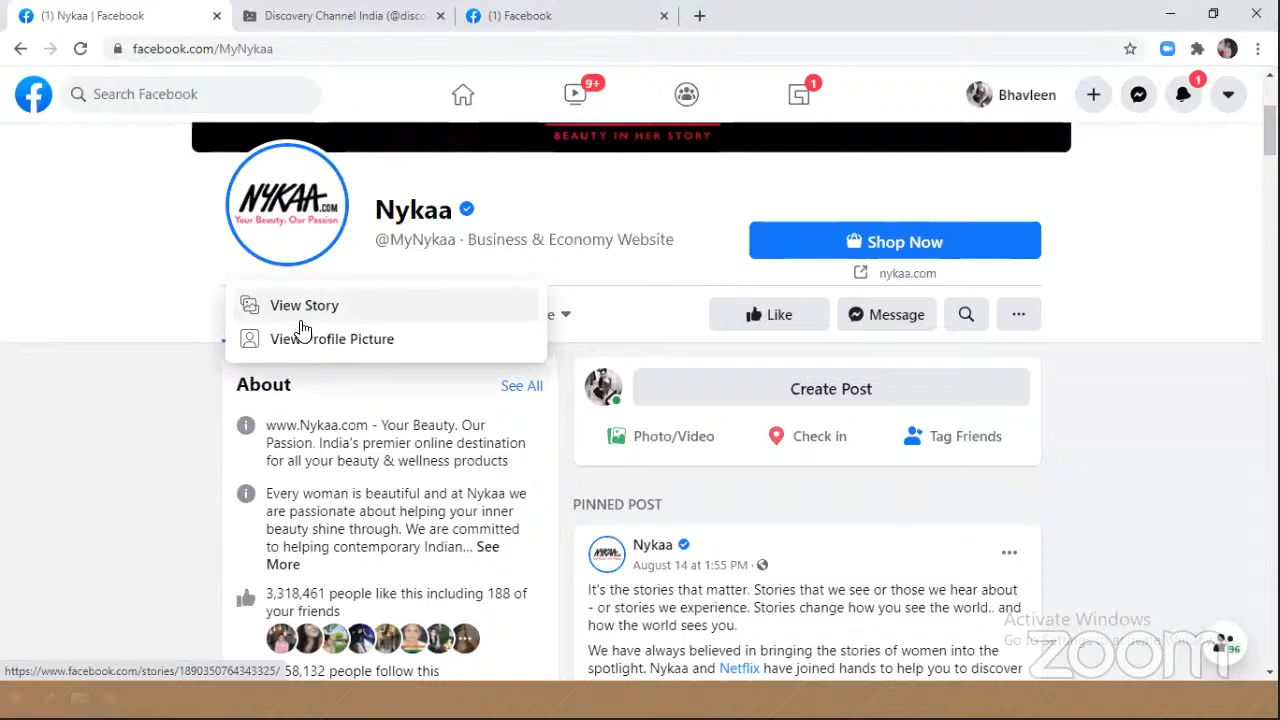 (1) Nykaa | Facebook
Discovery Channel India (@disco
(1) Facebook
facebook.com/MyNykaa
Search Facebook
9+
1
Bhavleen
1
BEAUTY IN HER STORY
NYKAA.COM
Your Beauty. Our Passion
Nykaa
@MyNykaa · Business & Economy Website
Shop Now
nykaa.com
View Story
View Profile Picture
e
Like
Message
About
See All
www.Nykaa.com - Your Beauty. Our
Passion. India's premier online destination
for all your beauty & wellness products
Every woman is beautiful and at Nykaa we
are passionate about helping your inner
beauty shine through. We are committed
to helping contemporary Indian... See
More
3,318,461 people like this including 188 of
your friends
58,132 people follow this
https://www.facebook.com/stories/1890350764343325/
Create Post
Photo/Video
Check in
Tag Friends
PINNED POST
Nykaa
August 14 at 1:55 PM ·
It's the stories that matter. Stories that we see or those we hear about
- or stories we experience. Stories change how you see the world.. and
how the world sees you.
We have always believed in bringing the stories of women into the
spotlight. Nykaa and Netflix have joined hands to help you to discover
Activate Windows
zoom
96